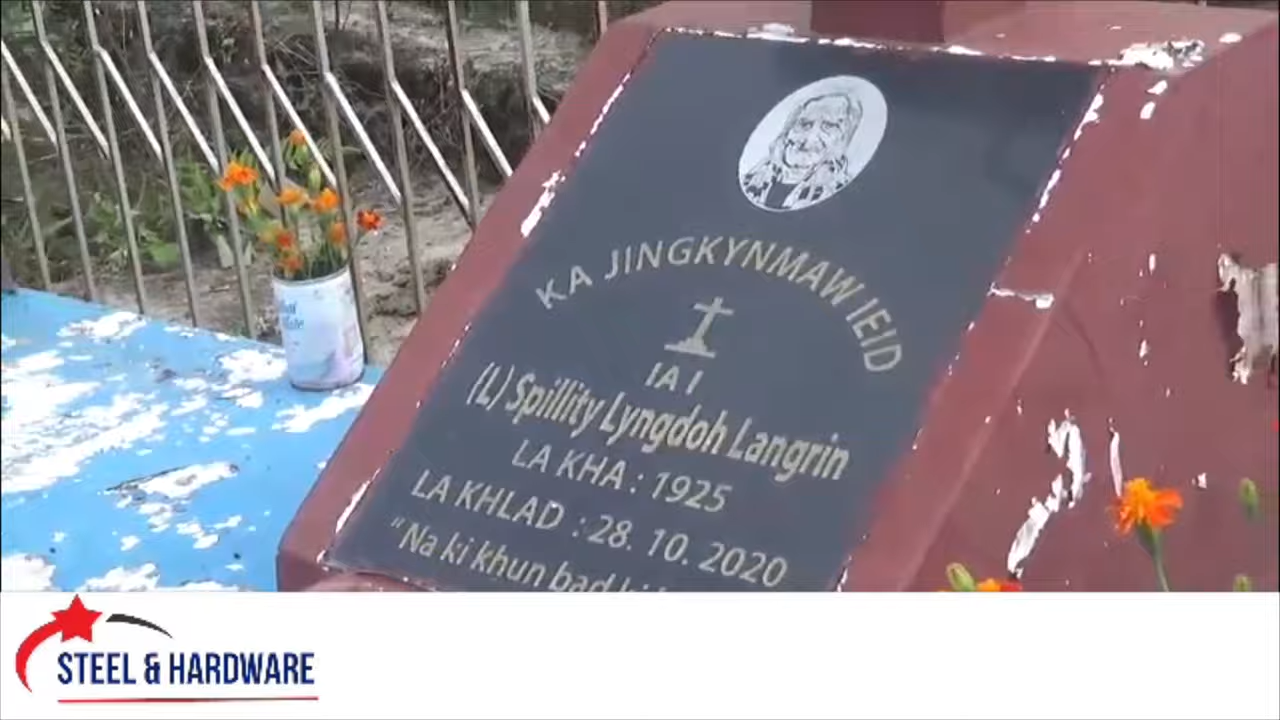 KA JINGKYNMAW IEID
IA I
(L) Spillity Lyngdoh Langrin
LA KHA : 1925
LA KHLAD : 28. 10. 2020
"Na ki khun bad ki
STEEL & HARDWARE